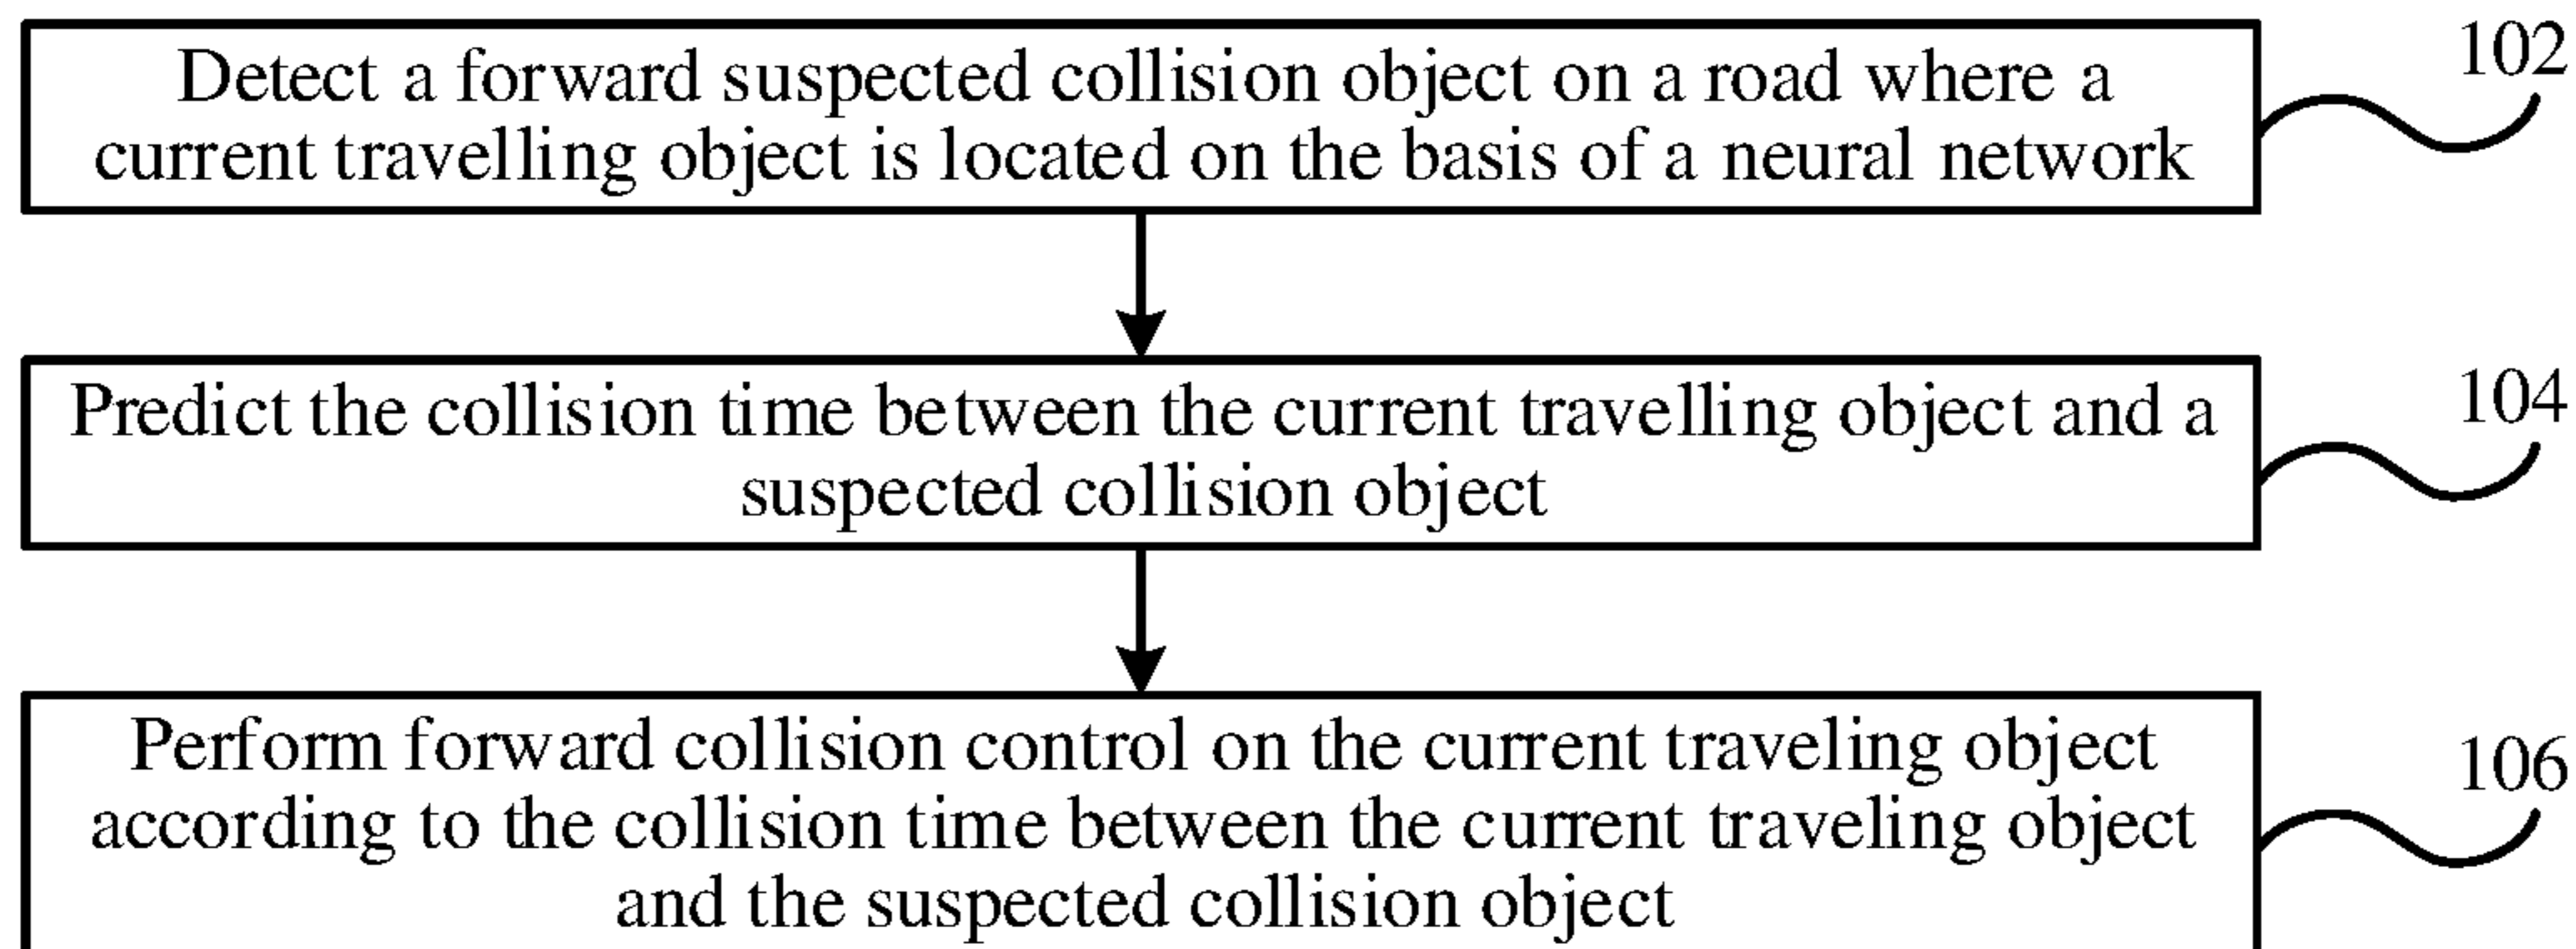 Detect a forward suspected collision object on a road where a
current travelling object is located on the basis of a neural network
102
Predict the collision time between the current travelling object and a
suspected collision object
104
Perform forward collision control on the current traveling object
according to the collision time between the current traveling object
and the suspected collision object
106